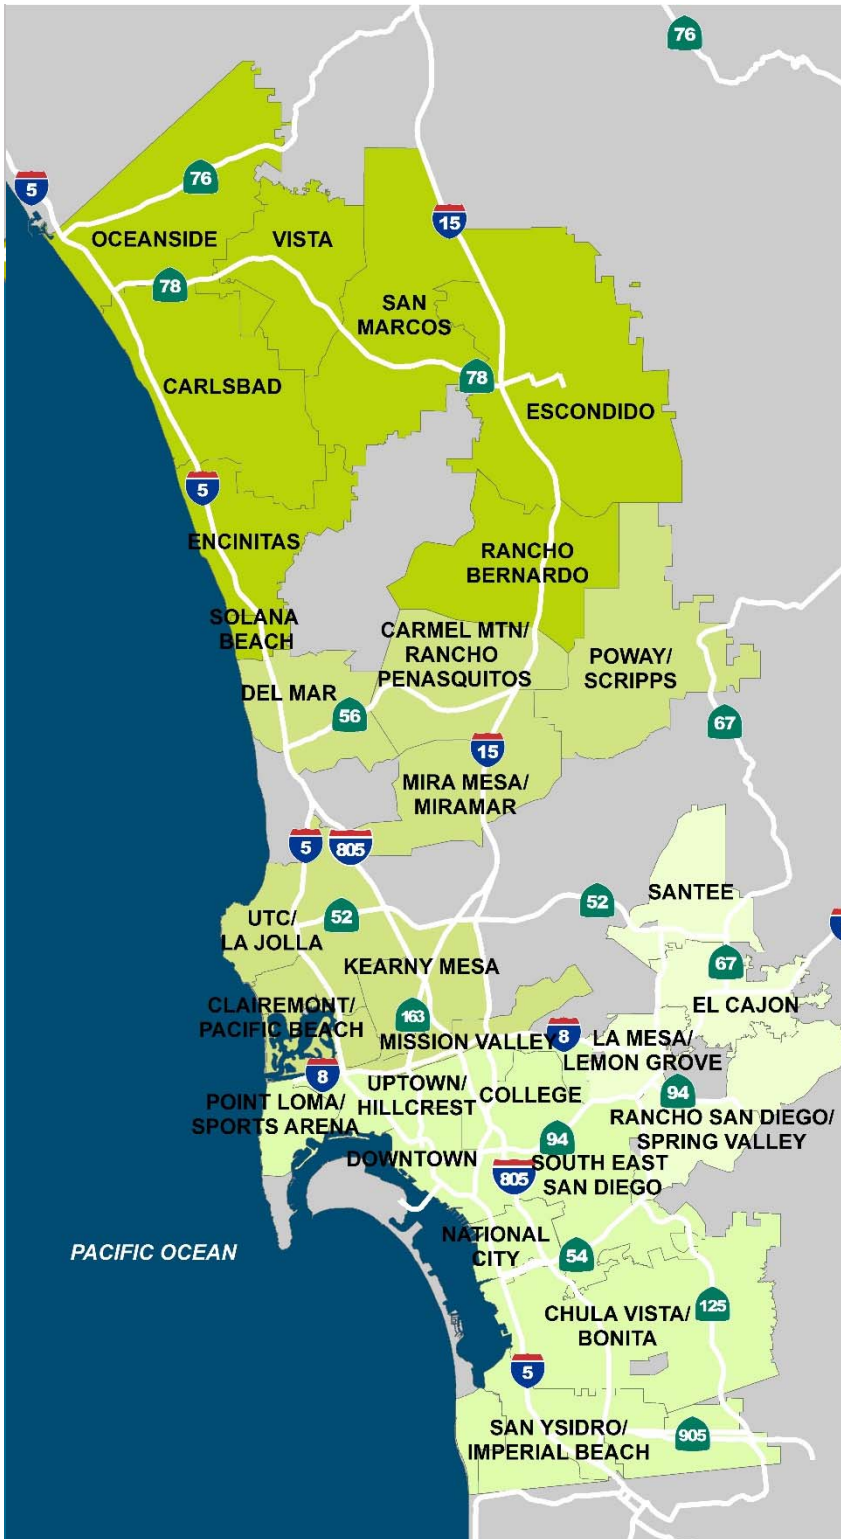 76
5
76
15
OCEANSIDE
VISTA
78
SAN
MARCOS
78
CARLSBAD
ESCONDIDO
5
ENCINITAS
RANCHO
BERNARDO
SOLANA
BEACH
CARMEL MTN/
RANCHO
PENASQUITOS
POWAY/
SCRIPPS
DEL MAR
56
67
15
MIRA MESA/
MIRAMAR
5
805
SANTEE
52
52
UTC/
LA JOLLA
KEARNY MESA
67
EL CAJON
CLAIREMONT/
PACIFIC BEACH
163
MISSION VALLEY
8
LA MESA/
LEMON GROVE
8
UPTOWN/
HILLCREST
COLLEGE
94
POINT LOMA/
SPORTS ARENA
RANCHO SAN DIEGO/
SPRING VALLEY
94
DOWNTOWN
805
SOUTH EAST
SAN DIEGO
NATIONAL
CITY
54
PACIFIC OCEAN
125
CHULA VISTA/
BONITA
5
SAN YSIDRO/
IMPERIAL BEACH
905